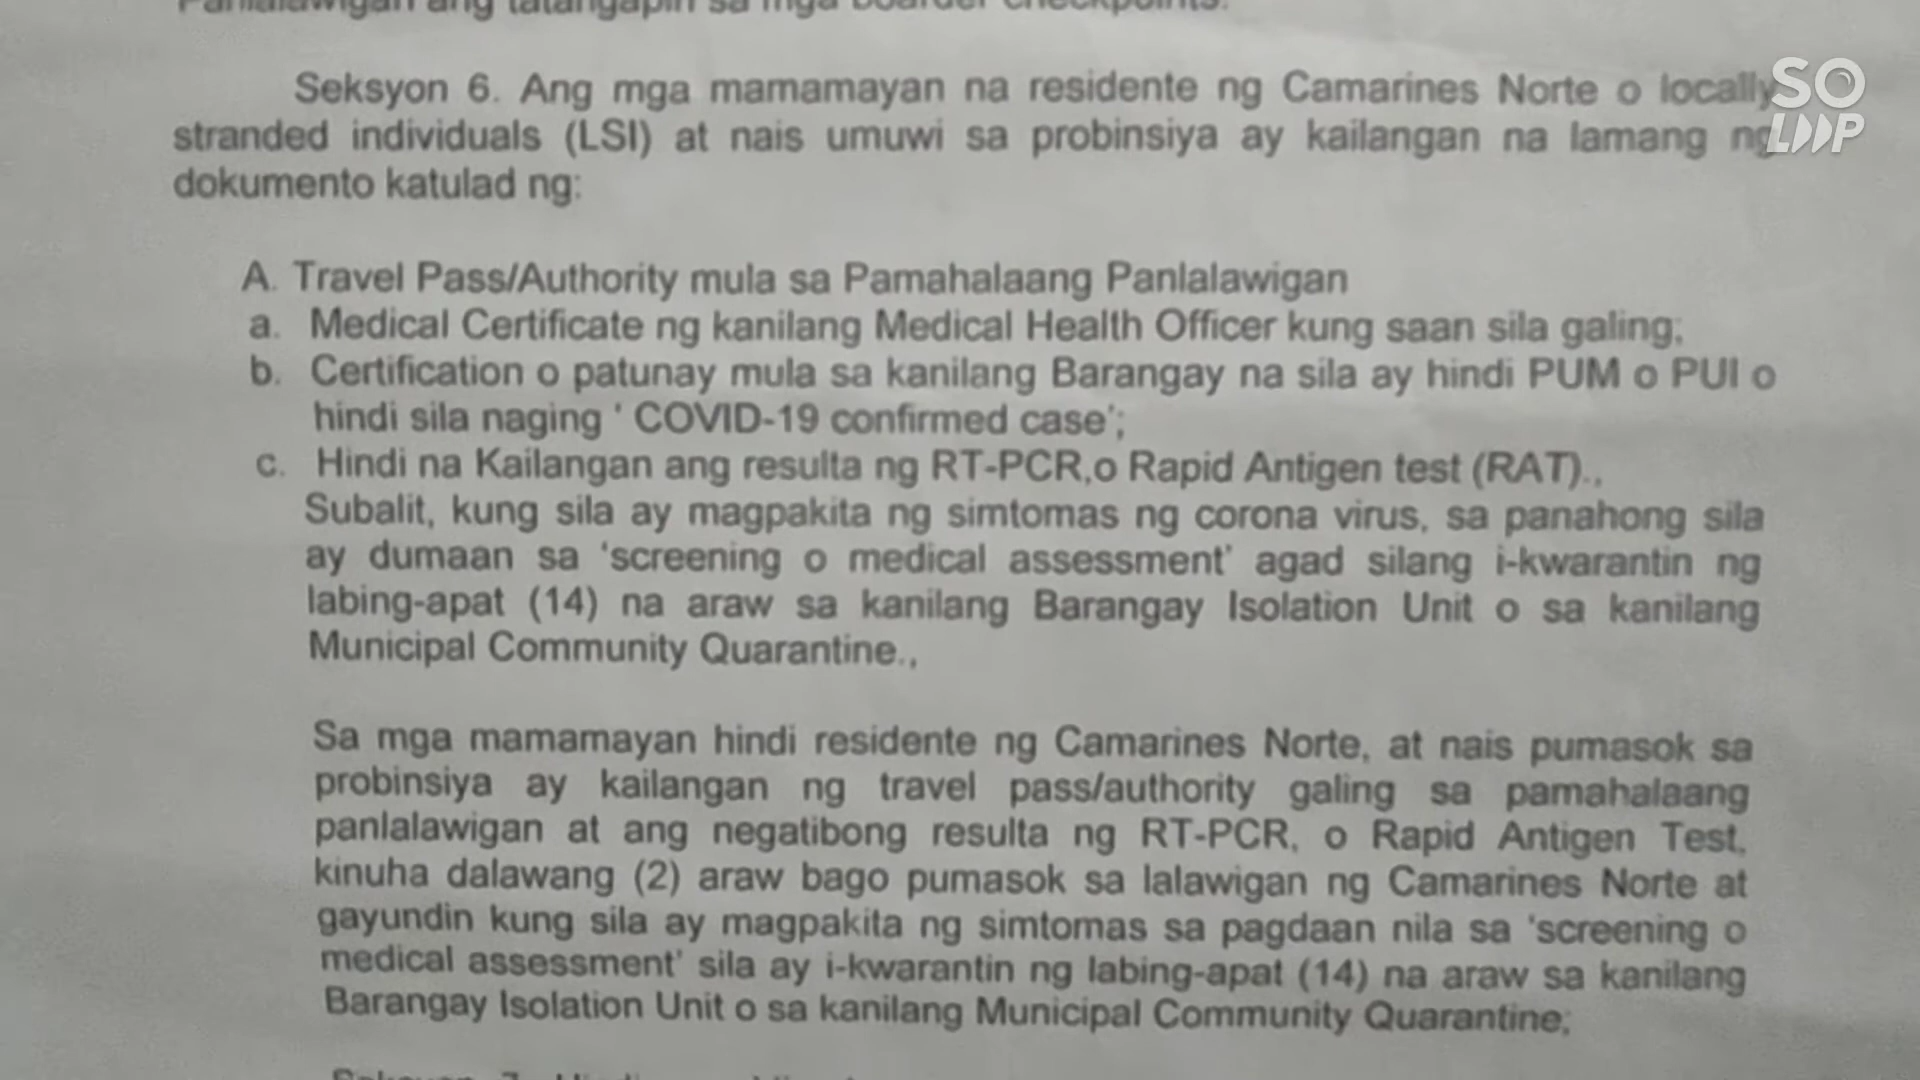 Panlalawigan ang tatangapin sa mga boarder checkpoints.
SO
LP
Seksyon 6. Ang mga mamamayan na residente ng Camarines Norte o locally
stranded individuals (LSI) at nais umuwi sa probinsiya ay kailangan na lamang ng
dokumento katulad ng:
A. Travel Pass/Authority mula sa Pamahalaang Panlalawigan
a. Medical Certificate ng kanilang Medical Health Officer kung saan sila galing;
b. Certification o patunay mula sa kanilang Barangay na sila ay hindi PUM o PUI o
hindi sila naging ' COVID-19 confirmed case';
c. Hindi na Kailangan ang resulta ng RT-PCR,o Rapid Antigen test (RAT).,
Subalit, kung sila ay magpakita ng simtomas ng corona virus, sa panahong sila
ay dumaan sa 'screening o medical assessment' agad silang i-kwarantin ng
labing-apat (14) na araw sa kanilang Barangay Isolation Unit o sa kanilang
Municipal Community Quarantine.,
Sa mga mamamayan hindi residente ng Camarines Norte, at nais pumasok sa
probinsiya ay kailangan ng travel pass/authority galing sa pamahalaang
panlalawigan at ang negatibong resulta ng RT-PCR, o Rapid Antigen Test,
kinuha dalawang (2) araw bago pumasok sa lalawigan ng Camarines Norte at
gayundin kung sila ay magpakita ng simtomas sa pagdaan nila sa 'screening o
medical assessment' sila ay i-kwarantin ng labing-apat (14) na araw sa kanilang
Barangay Isolation Unit o sa kanilang Municipal Community Quarantine;